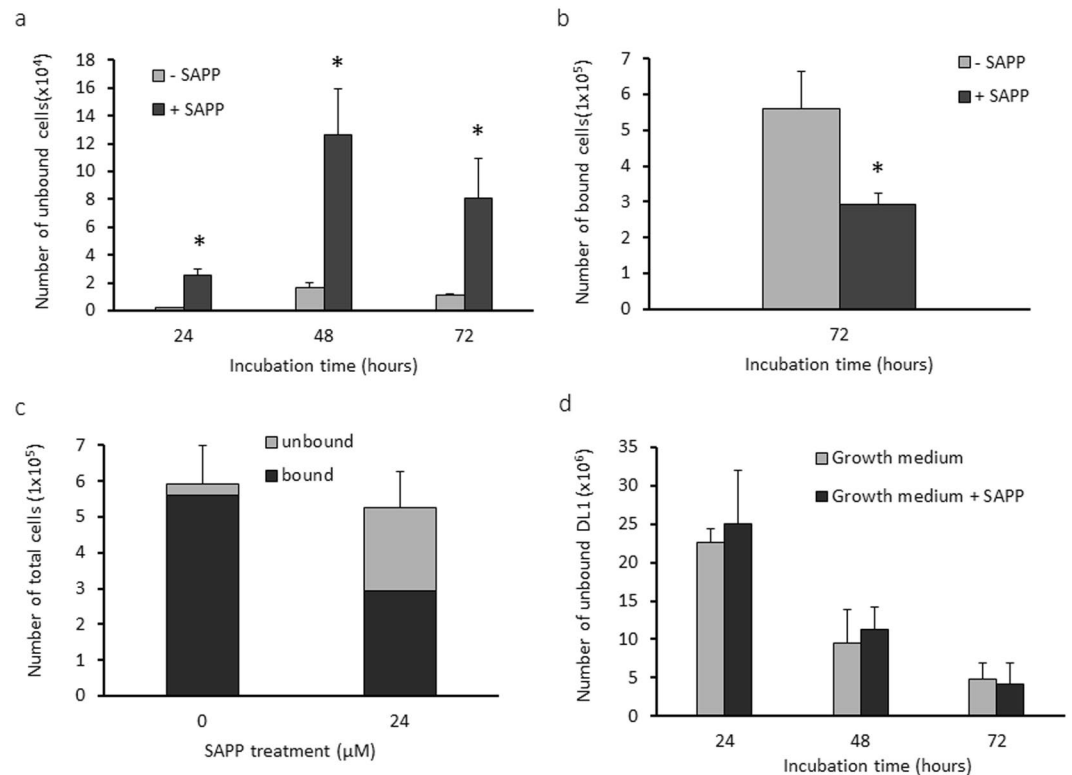 a
Number of unbound cells(x10⁴)
18
16
14
12
10
8
6
4
2
0
- SAPP
+ SAPP
*
*
*
24 48 72
Incubation time (hours)
b
Number of bound cells(1x10⁵)
7
6
5
4
3
2
1
0
- SAPP
+ SAPP
*
72
Incubation time (hours)
c
Number of total cells (1x10⁵)
7
6
5
4
3
2
1
0
unbound
bound
0 24
SAPP treatment (µM)
d
Number of unbound DL1 (x10⁶)
35
30
25
20
15
10
5
0
Growth medium
Growth medium + SAPP
24 48 72
Incubation time (hours)